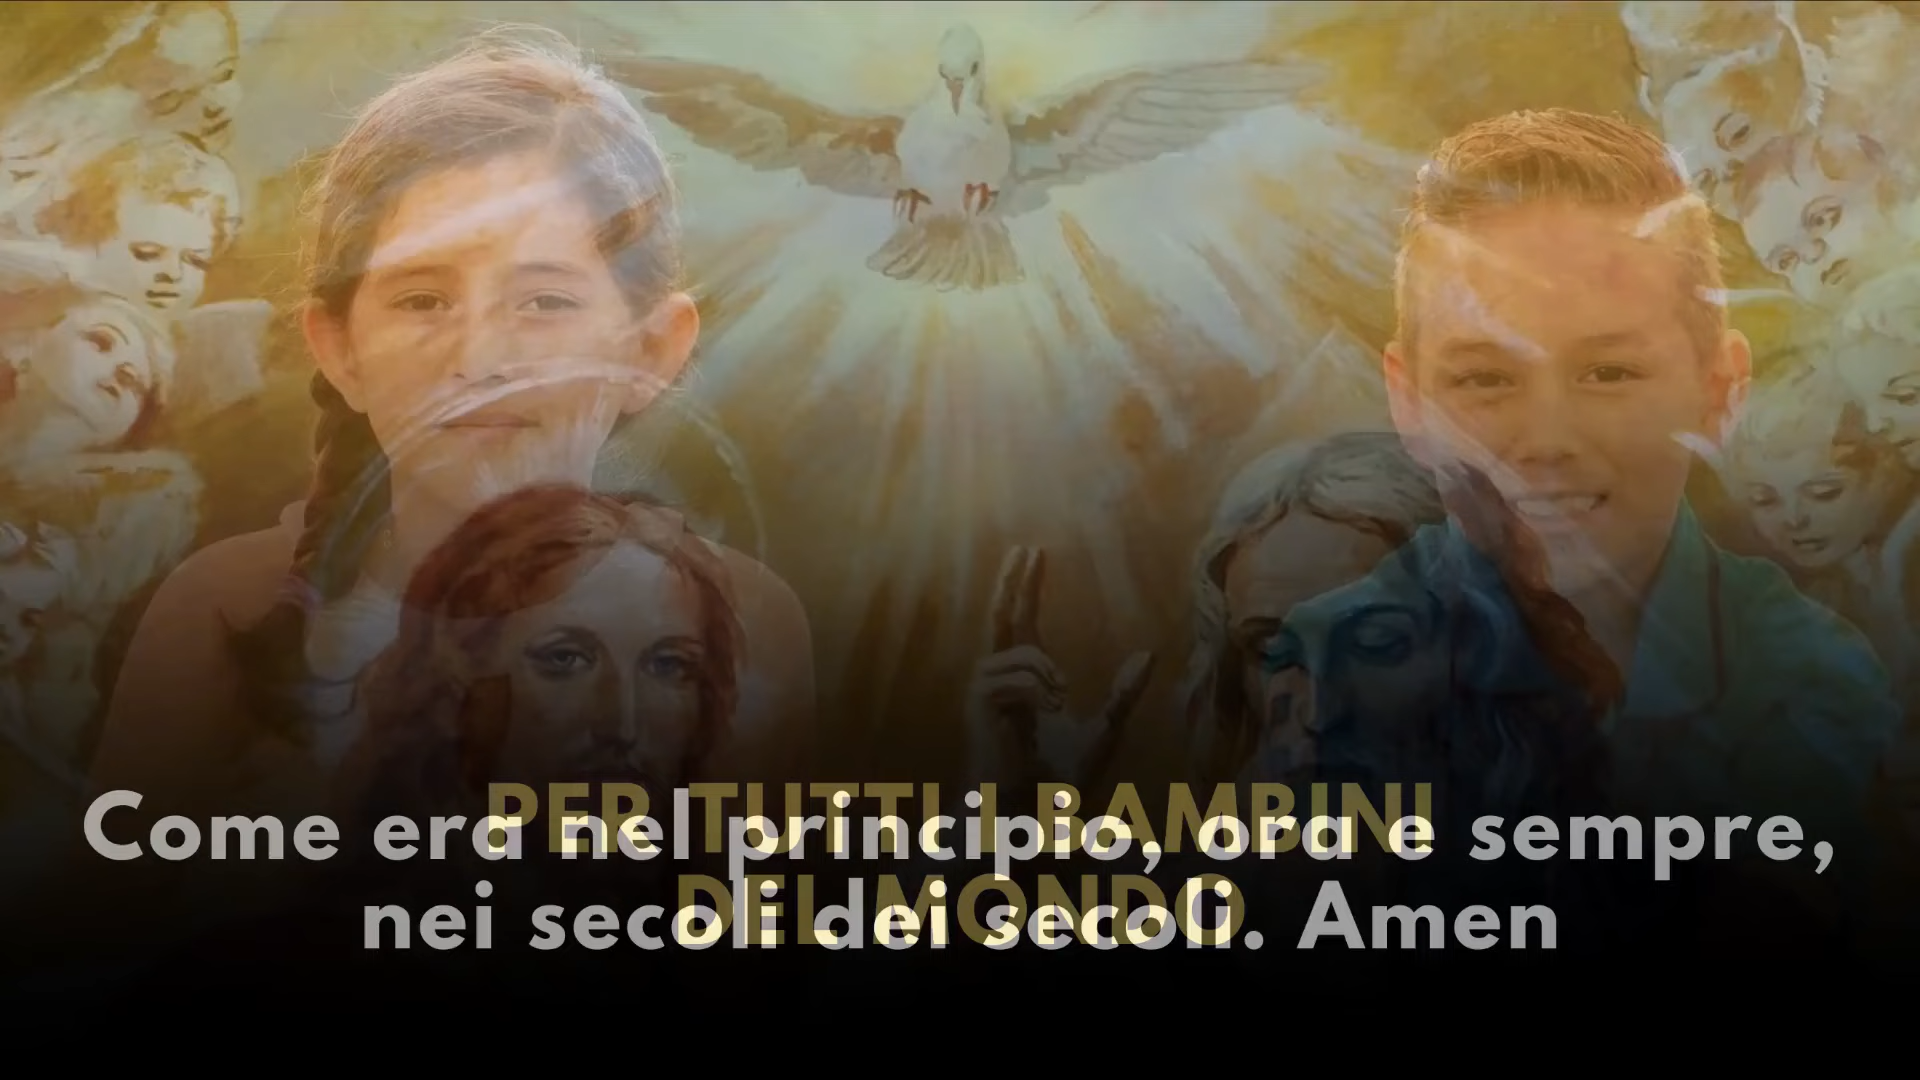 PER TUTTI I BAMBINI
DEL MONDO
Come era nel principio, ora e sempre,
nei secoli dei secoli. Amen